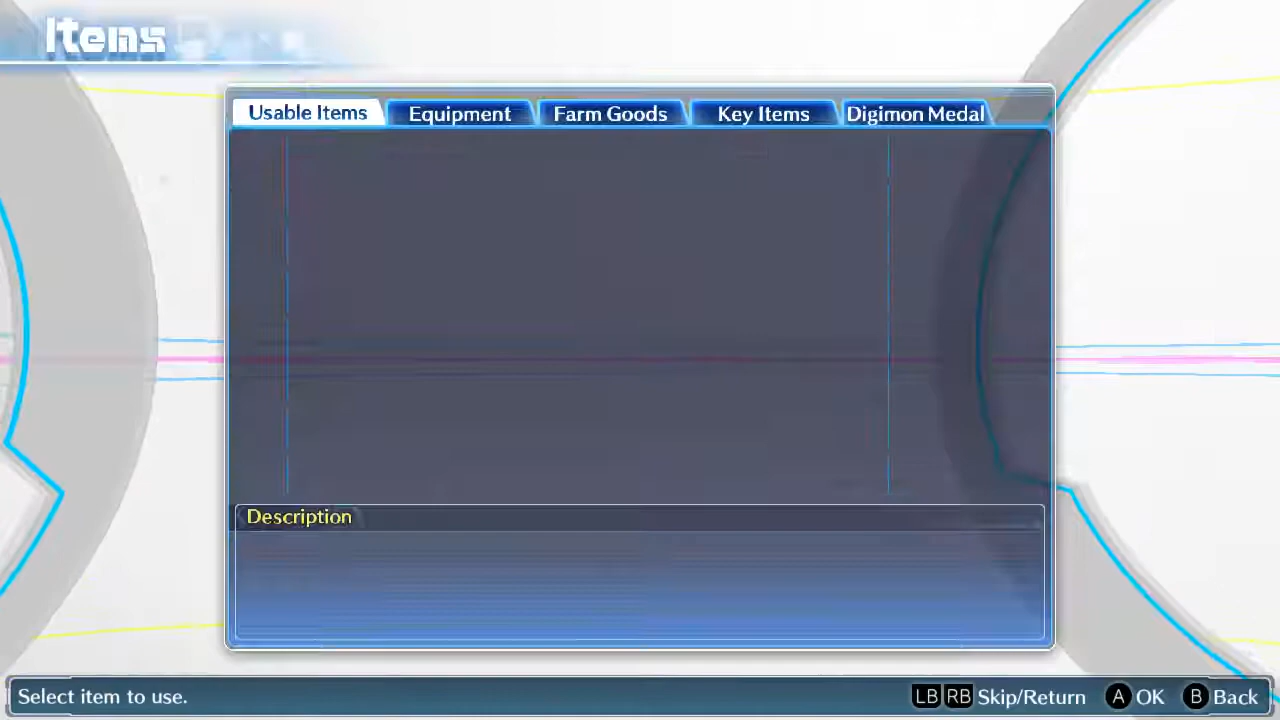 Items
Usable Items
Equipment
Farm Goods
Key Items
Digimon Medal
Description
Select item to use.
LB RB Skip/Return A OK B Back